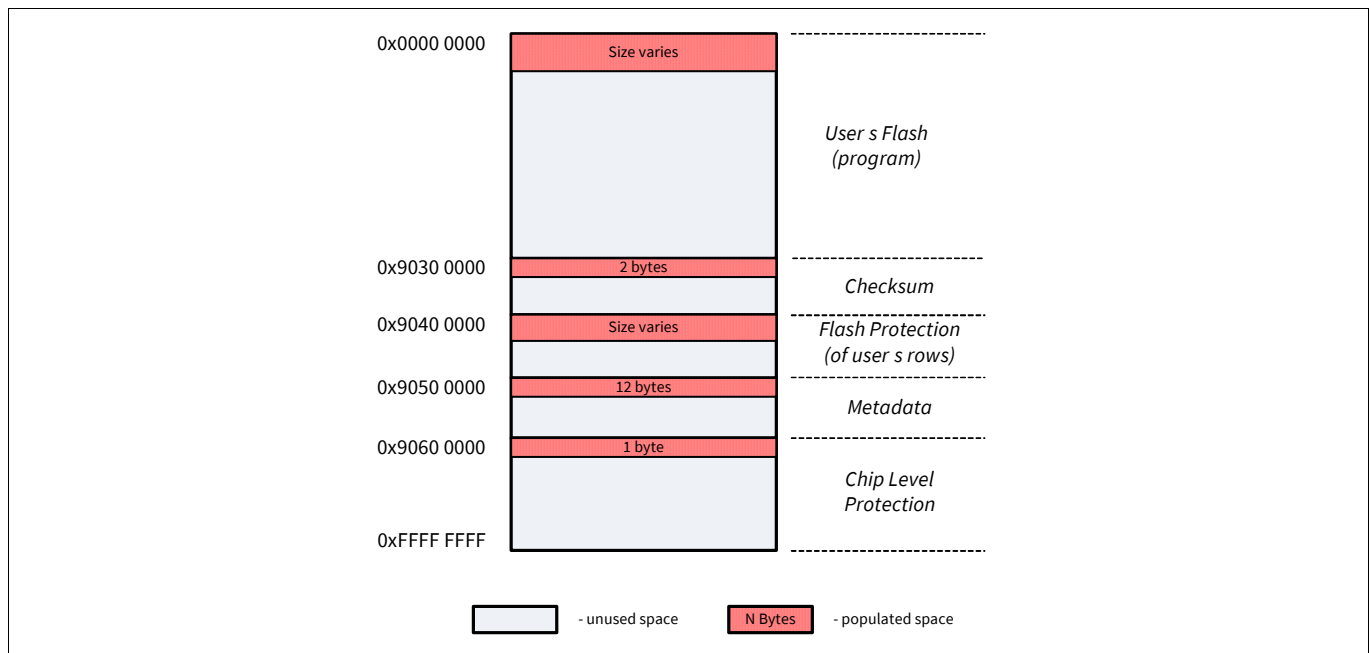 0x0000 0000
Size varies
User s Flash
(program)
0x9030 0000
2 bytes
Checksum
0x9040 0000
Size varies
Flash Protection
(of user s rows)
0x9050 0000
12 bytes
Metadata
0x9060 0000
1 byte
Chip Level
Protection
0xFFFF FFFF
- unused space
N Bytes
- populated space